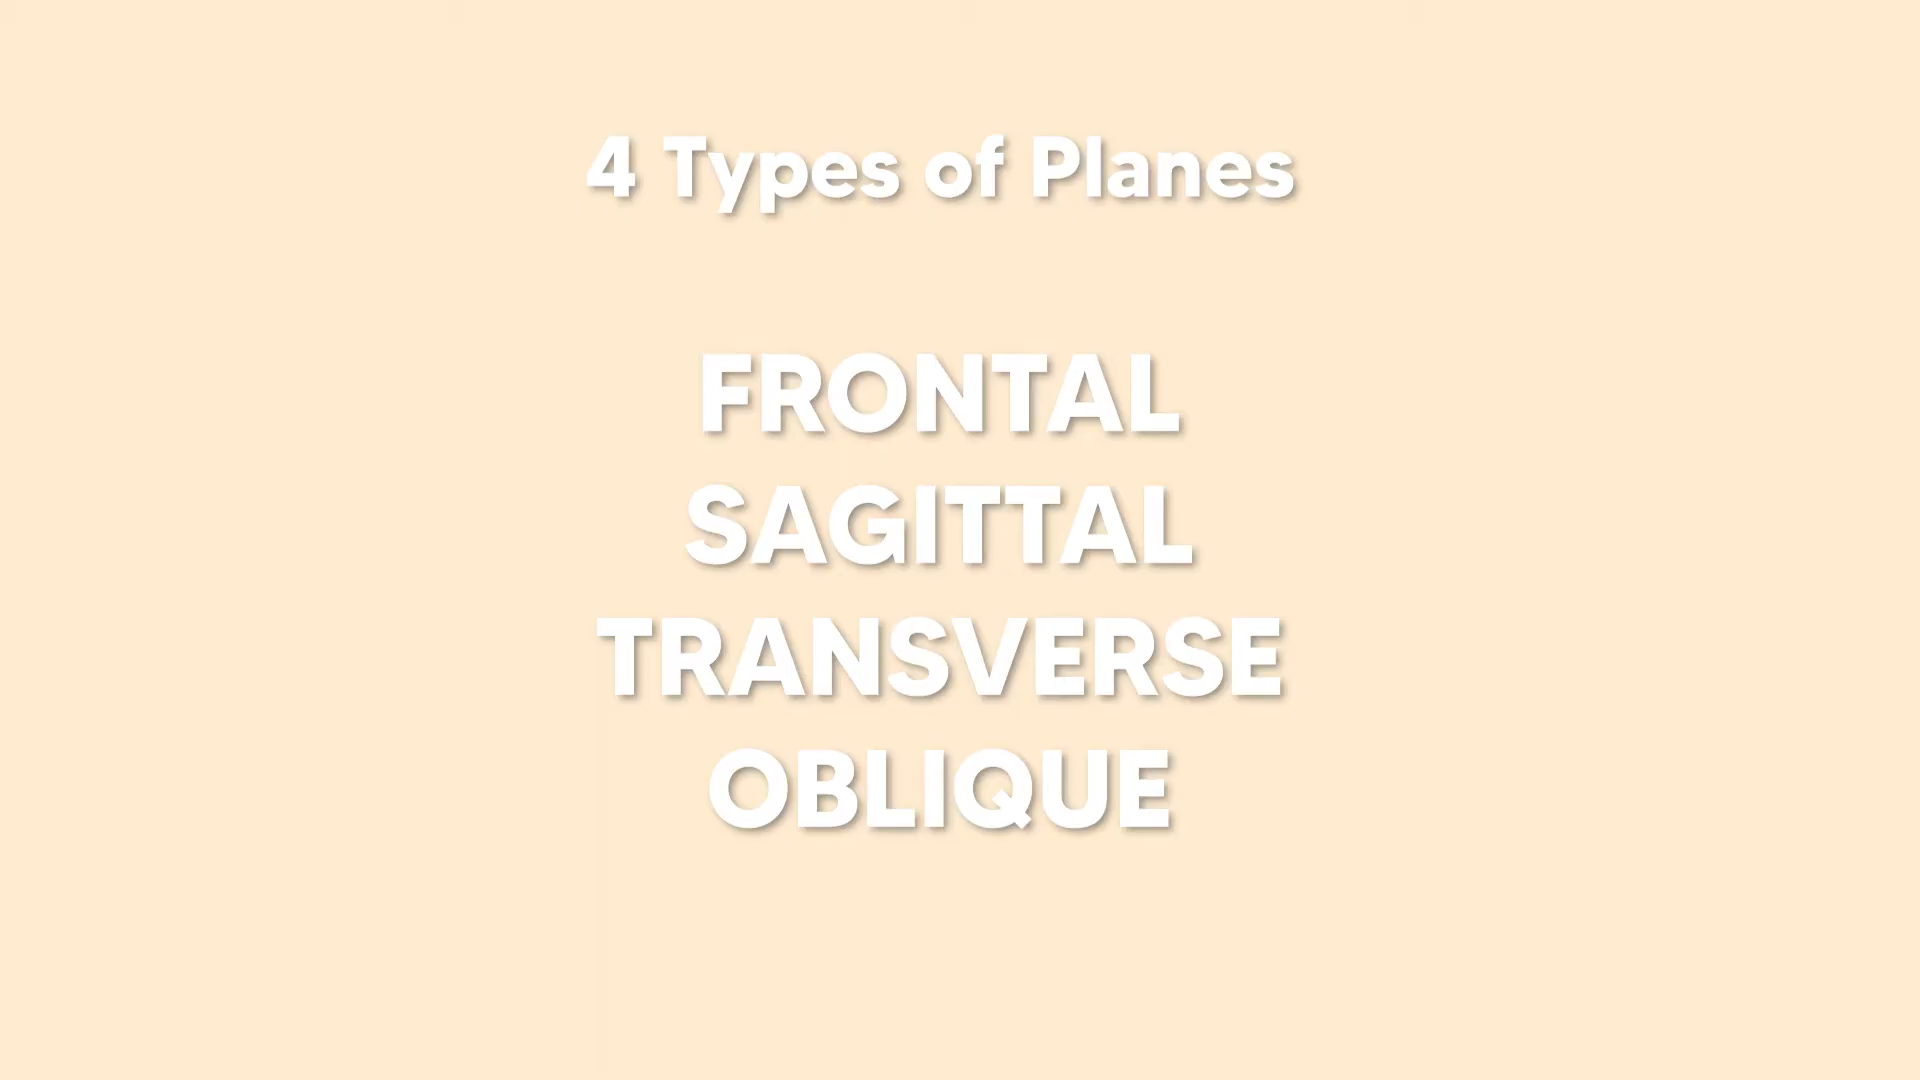 4 Types of Planes
FRONTAL
SAGITTAL
TRANSVERSE
OBLIQUE